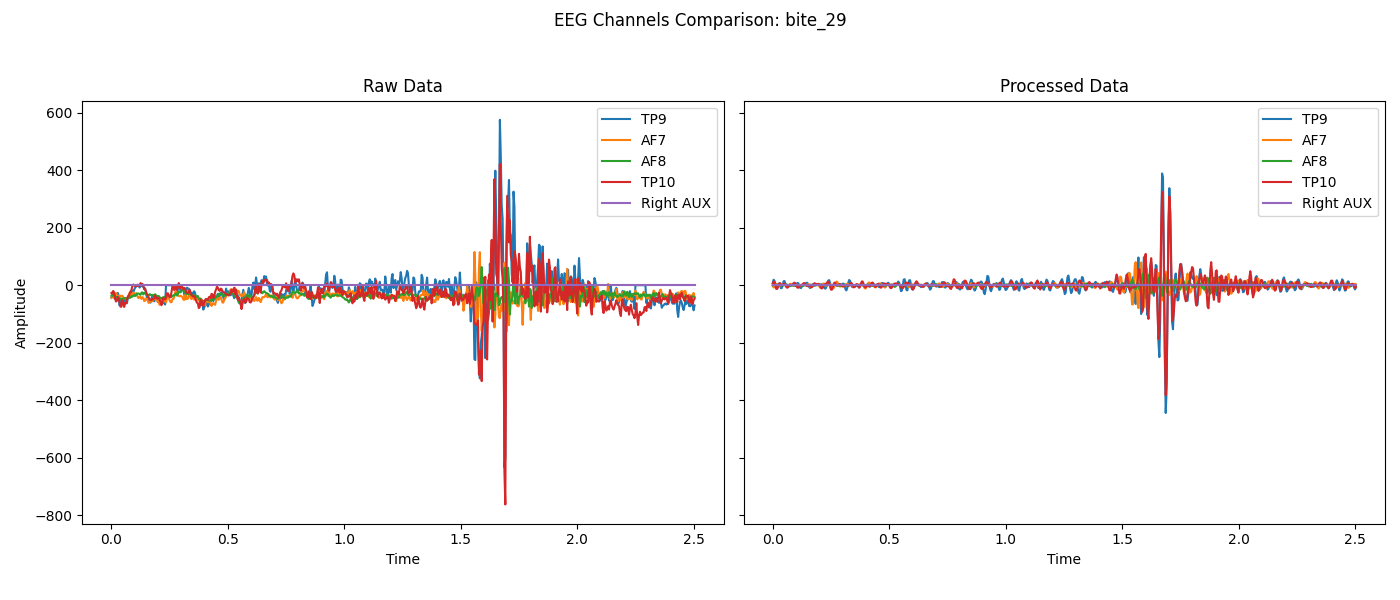 EEG Channels Comparison: bite_29
Raw Data
Processed Data
600
400
200
0
−200
−400
−600
−800
Amplitude
TP9
AF7
AF8
TP10
Right AUX
TP9
AF7
AF8
TP10
Right AUX
0.0 0.5 1.0 1.5 2.0 2.5
0.0 0.5 1.0 1.5 2.0 2.5
Time
Time